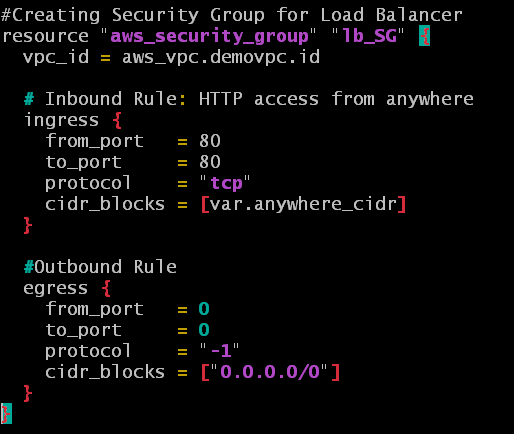 #Creating Security Group for Load Balancer
resource "aws_security_group" "lb_SG" {
  vpc_id = aws_vpc.demovpc.id
  # Inbound Rule: HTTP access from anywhere
  ingress {
    from_port   = 80
    to_port     = 80
    protocol    = "tcp"
    cidr_blocks = [var.anywhere_cidr]
  }
  #Outbound Rule
  egress {
    from_port   = 0
    to_port     = 0
    protocol    = "-1"
    cidr_blocks = ["0.0.0.0/0"]
  }
}